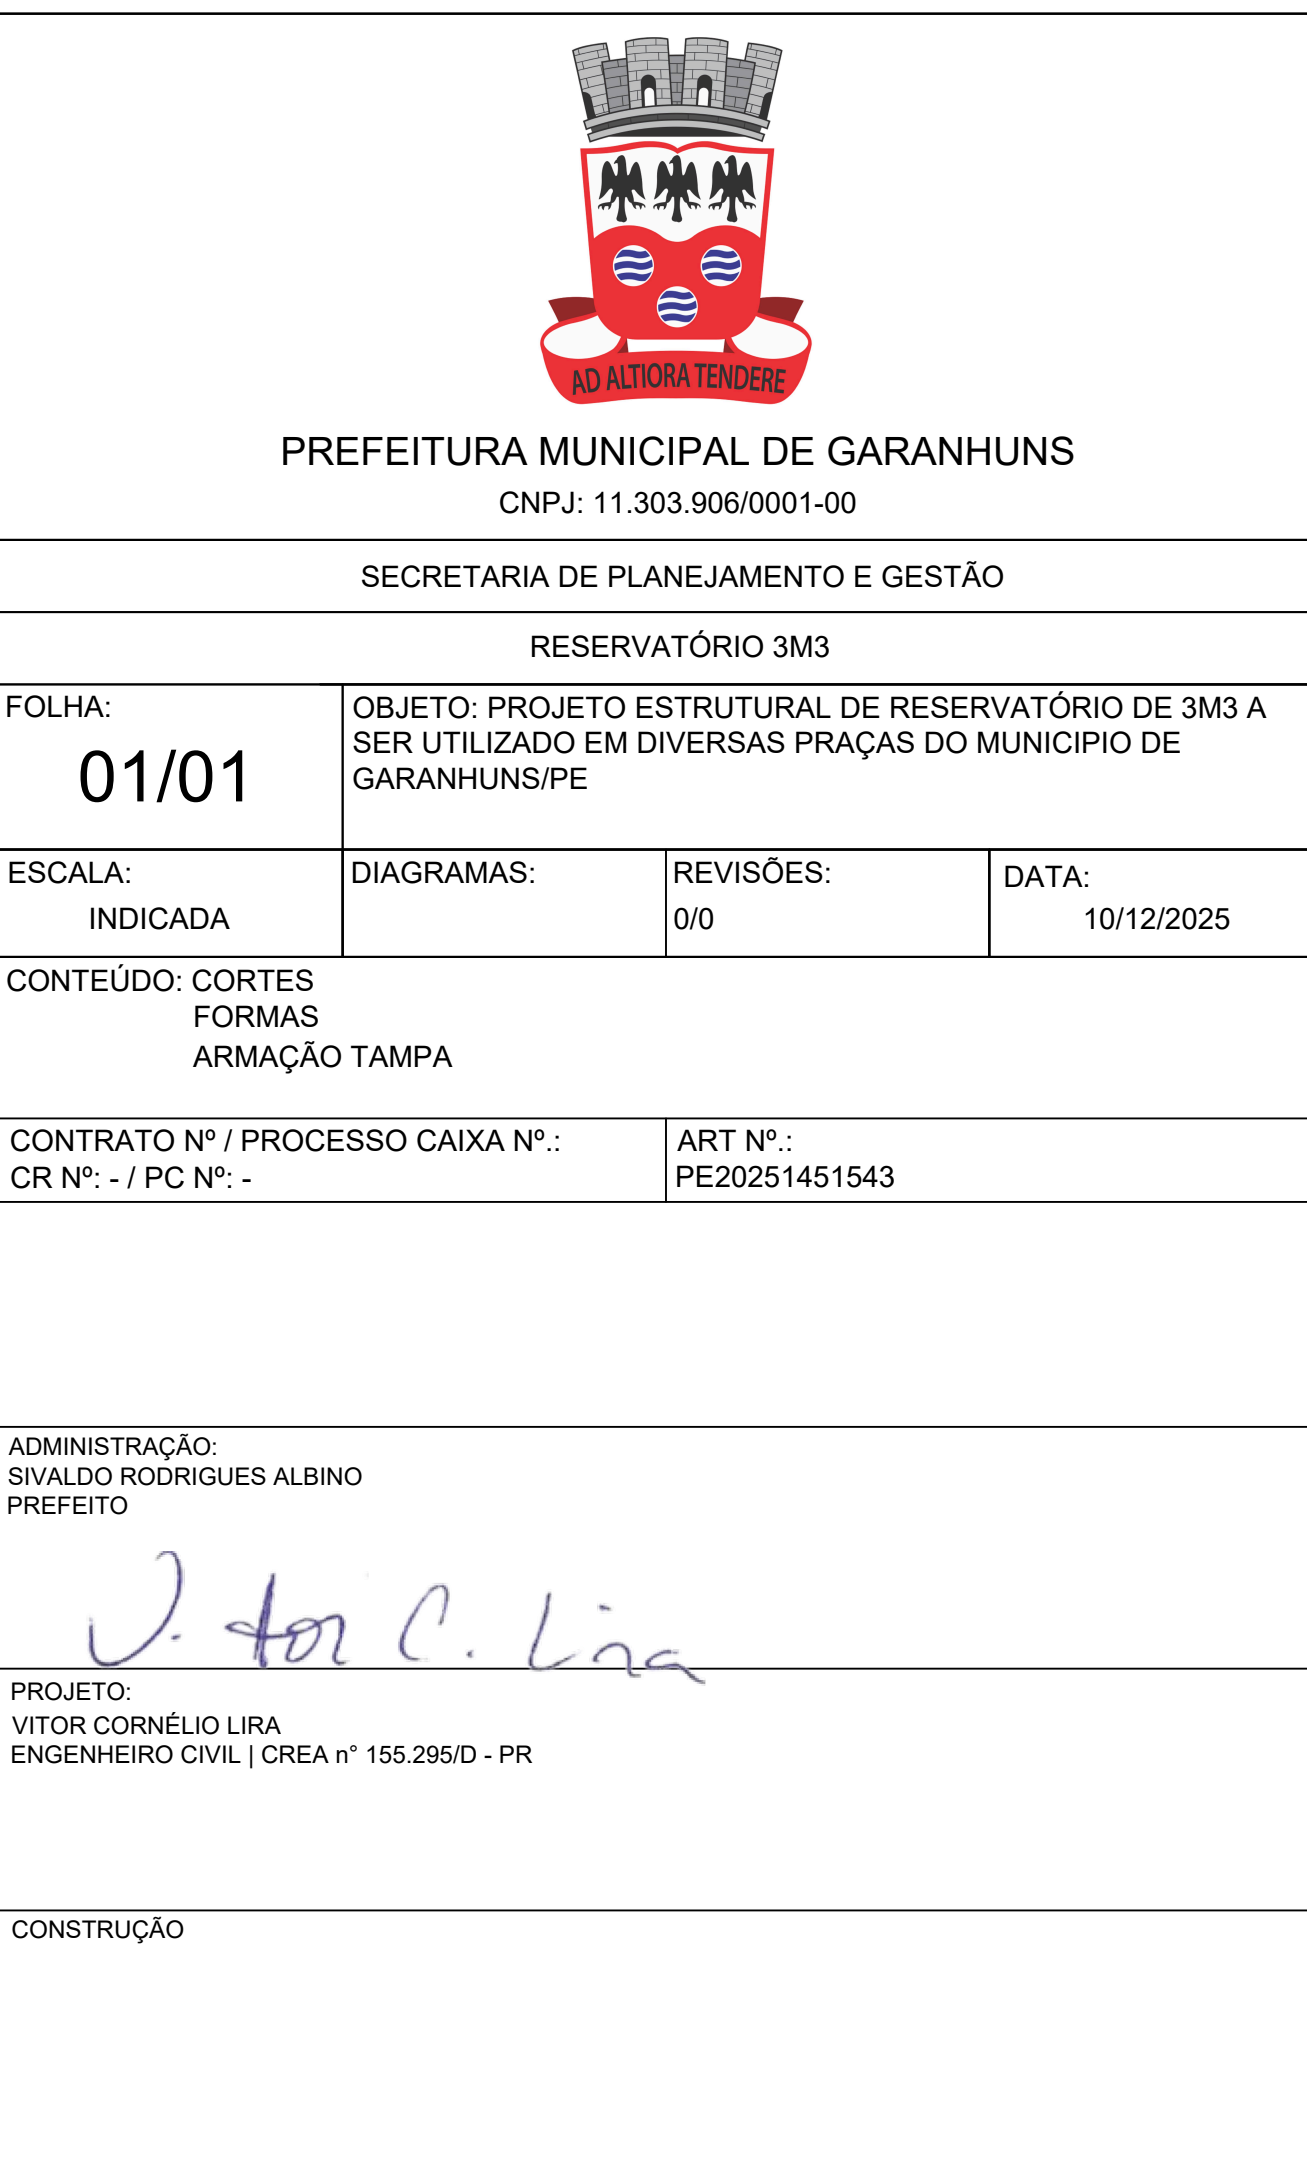 AD ALTIORA TENDERE
PREFEITURA MUNICIPAL DE GARANHUNS
CNPJ: 11.303.906/0001-00
SECRETARIA DE PLANEJAMENTO E GESTÃO
RESERVATÓRIO 3M3
FOLHA:
01/01
OBJETO: PROJETO ESTRUTURAL DE RESERVATÓRIO DE 3M3 A
SER UTILIZADO EM DIVERSAS PRAÇAS DO MUNICIPIO DE
GARANHUNS/PE
ESCALA:
INDICADA
DIAGRAMAS:
REVISÕES:
0/0
DATA:
10/12/2025
CONTEÚDO: CORTES
FORMAS
ARMAÇÃO TAMPA
CONTRATO Nº / PROCESSO CAIXA Nº.:
CR Nº: - / PC Nº: -
ART Nº.:
PE20251451543
ADMINISTRAÇÃO:
SIVALDO RODRIGUES ALBINO
PREFEITO
Vitor C. Lira
PROJETO:
VITOR CORNÉLIO LIRA
ENGENHEIRO CIVIL | CREA n° 155.295/D - PR
CONSTRUÇÃO